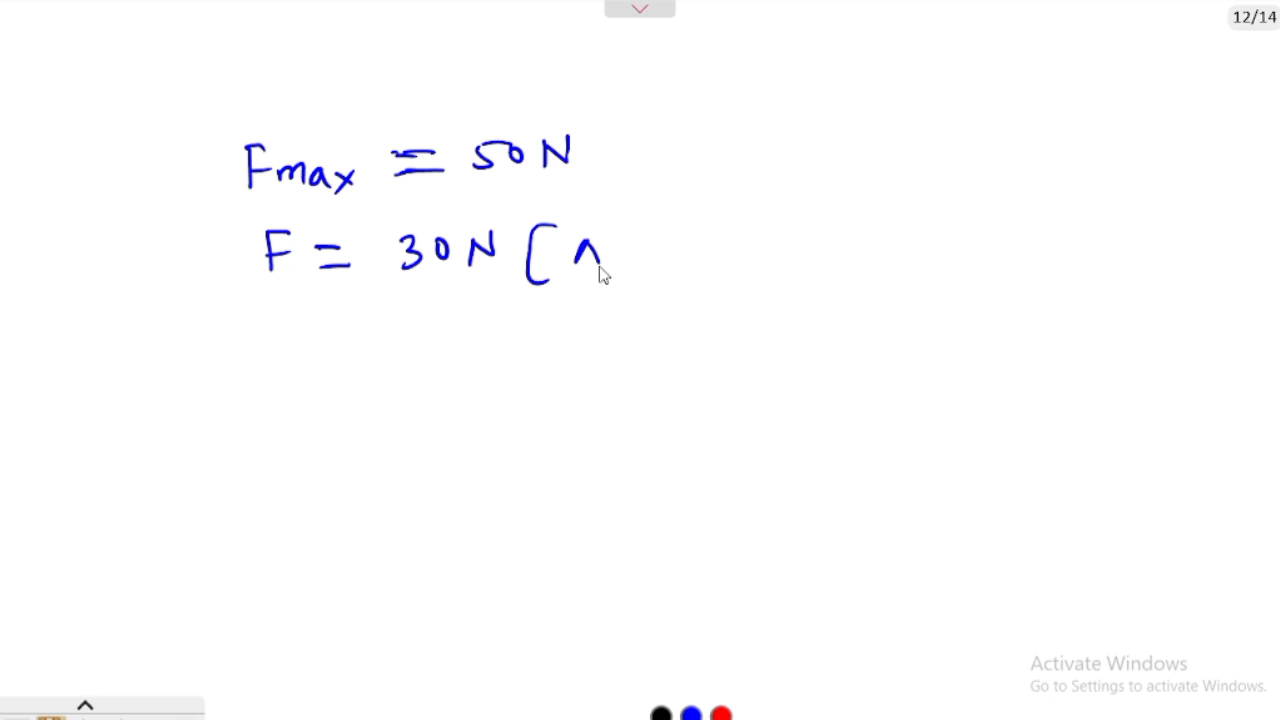 12/14
Fmax = 50N
F = 30N [
Activate Windows
Go to Settings to activate Windows.